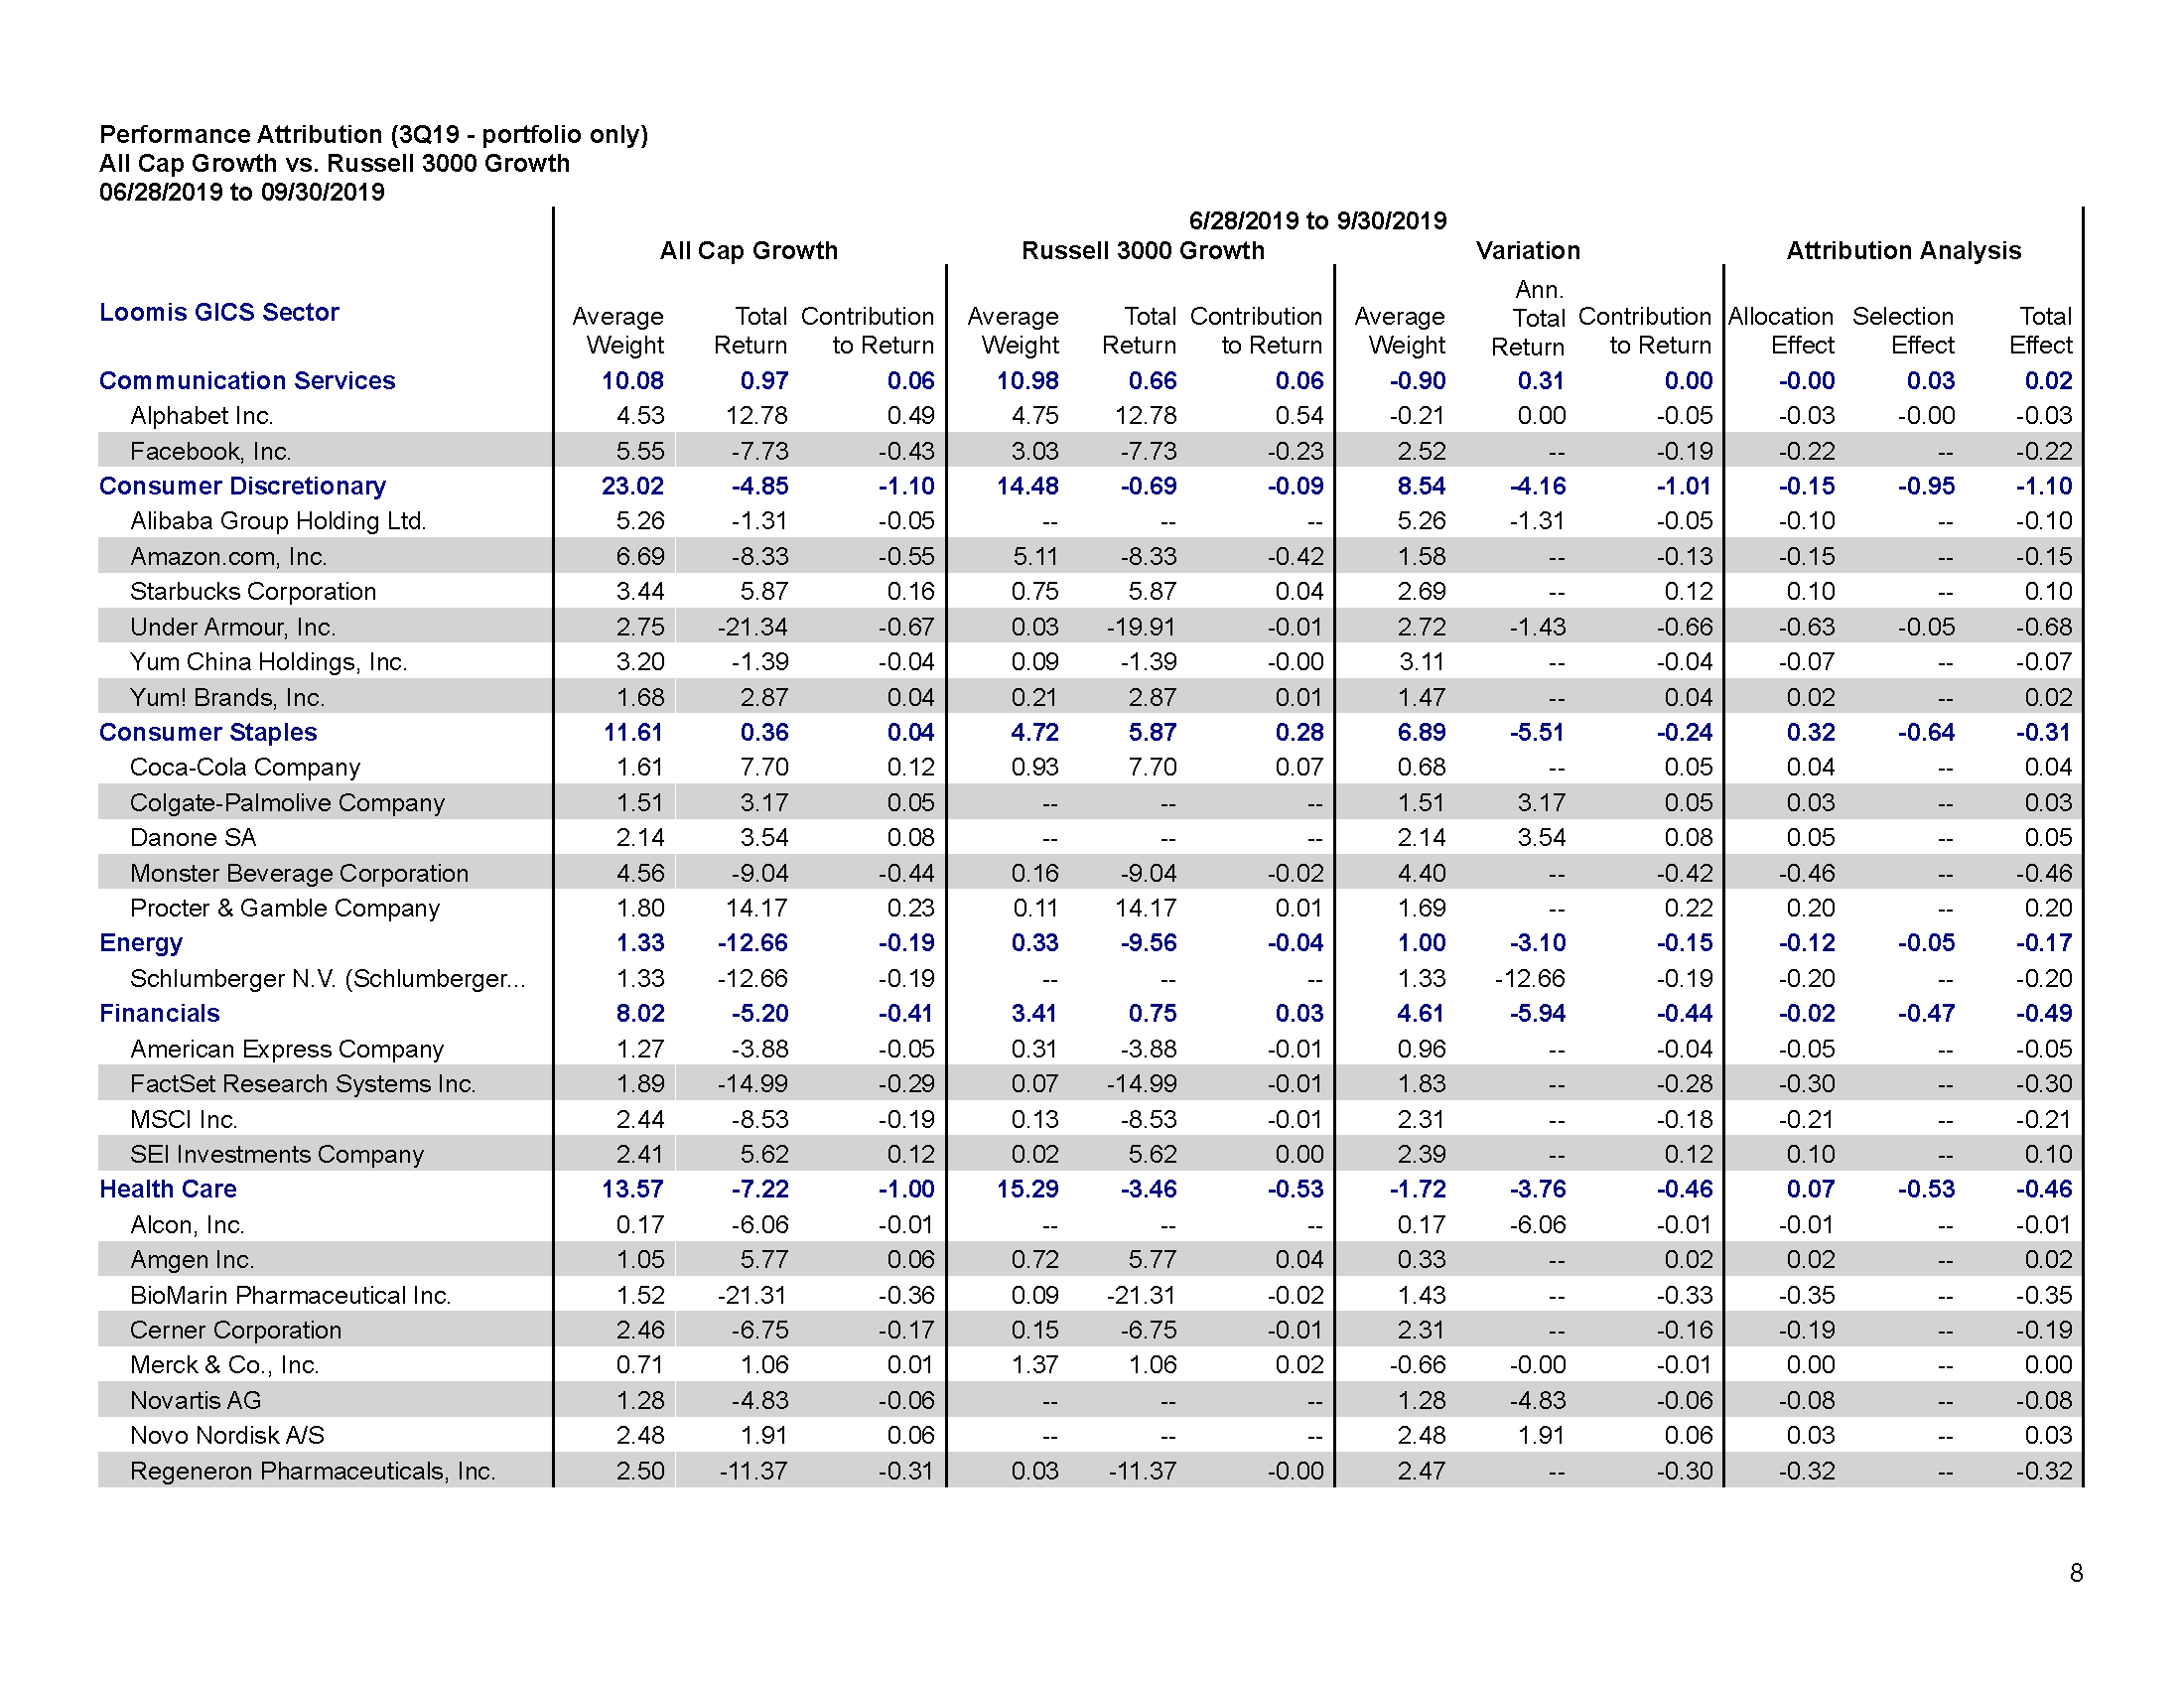 Performance Attribution (3Q19 - portfolio only)
All Cap Growth vs. Russell 3000 Growth
06/28/2019 to 09/30/2019
6/28/2019 to 9/30/2019
All Cap Growth Russell 3000 Growth Variation Attribution Analysis
Loomis GICS Sector Average Weight Total Return Contribution to Return Average Weight Total Return Contribution to Return Average Weight Ann. Total Return Contribution to Return Allocation Effect Selection Effect Total Effect
Communication Services 10.08 0.97 0.06 10.98 0.66 0.06 -0.90 0.31 0.00 -0.00 0.03 0.02
Alphabet Inc. 4.53 12.78 0.49 4.75 12.78 0.54 -0.21 0.00 -0.05 -0.03 -0.00 -0.03
Facebook, Inc. 5.55 -7.73 -0.43 3.03 -7.73 -0.23 2.52 -- -0.19 -0.22 -- -0.22
Consumer Discretionary 23.02 -4.85 -1.10 14.48 -0.69 -0.09 8.54 -4.16 -1.01 -0.15 -0.95 -1.10
Alibaba Group Holding Ltd. 5.26 -1.31 -0.05 -- -- -- 5.26 -1.31 -0.05 -0.10 -- -0.10
Amazon.com, Inc. 6.69 -8.33 -0.55 5.11 -8.33 -0.42 1.58 -- -0.13 -0.15 -- -0.15
Starbucks Corporation 3.44 5.87 0.16 0.75 5.87 0.04 2.69 -- 0.12 0.10 -- 0.10
Under Armour, Inc. 2.75 -21.34 -0.67 0.03 -19.91 -0.01 2.72 -1.43 -0.66 -0.63 -0.05 -0.68
Yum China Holdings, Inc. 3.20 -1.39 -0.04 0.09 -1.39 -0.00 3.11 -- -0.04 -0.07 -- -0.07
Yum! Brands, Inc. 1.68 2.87 0.04 0.21 2.87 0.01 1.47 -- 0.04 0.02 -- 0.02
Consumer Staples 11.61 0.36 0.04 4.72 5.87 0.28 6.89 -5.51 -0.24 0.32 -0.64 -0.31
Coca-Cola Company 1.61 7.70 0.12 0.93 7.70 0.07 0.68 -- 0.05 0.04 -- 0.04
Colgate-Palmolive Company 1.51 3.17 0.05 -- -- -- 1.51 3.17 0.05 0.03 -- 0.03
Danone SA 2.14 3.54 0.08 -- -- -- 2.14 3.54 0.08 0.05 -- 0.05
Monster Beverage Corporation 4.56 -9.04 -0.44 0.16 -9.04 -0.02 4.40 -- -0.42 -0.46 -- -0.46
Procter & Gamble Company 1.80 14.17 0.23 0.11 14.17 0.01 1.69 -- 0.22 0.20 -- 0.20
Energy 1.33 -12.66 -0.19 0.33 -9.56 -0.04 1.00 -3.10 -0.15 -0.12 -0.05 -0.17
Schlumberger N.V. (Schlumberger... 1.33 -12.66 -0.19 -- -- -- 1.33 -12.66 -0.19 -0.20 -- -0.20
Financials 8.02 -5.20 -0.41 3.41 0.75 0.03 4.61 -5.94 -0.44 -0.02 -0.47 -0.49
American Express Company 1.27 -3.88 -0.05 0.31 -3.88 -0.01 0.96 -- -0.04 -0.05 -- -0.05
FactSet Research Systems Inc. 1.89 -14.99 -0.29 0.07 -14.99 -0.01 1.83 -- -0.28 -0.30 -- -0.30
MSCI Inc. 2.44 -8.53 -0.19 0.13 -8.53 -0.01 2.31 -- -0.18 -0.21 -- -0.21
SEI Investments Company 2.41 5.62 0.12 0.02 5.62 0.00 2.39 -- 0.12 0.10 -- 0.10
Health Care 13.57 -7.22 -1.00 15.29 -3.46 -0.53 -1.72 -3.76 -0.46 0.07 -0.53 -0.46
Alcon, Inc. 0.17 -6.06 -0.01 -- -- -- 0.17 -6.06 -0.01 -0.01 -- -0.01
Amgen Inc. 1.05 5.77 0.06 0.72 5.77 0.04 0.33 -- 0.02 0.02 -- 0.02
BioMarin Pharmaceutical Inc. 1.52 -21.31 -0.36 0.09 -21.31 -0.02 1.43 -- -0.33 -0.35 -- -0.35
Cerner Corporation 2.46 -6.75 -0.17 0.15 -6.75 -0.01 2.31 -- -0.16 -0.19 -- -0.19
Merck & Co., Inc. 0.71 1.06 0.01 1.37 1.06 0.02 -0.66 -0.00 -0.01 0.00 -- 0.00
Novartis AG 1.28 -4.83 -0.06 -- -- -- 1.28 -4.83 -0.06 -0.08 -- -0.08
Novo Nordisk A/S 2.48 1.91 0.06 -- -- -- 2.48 1.91 0.06 0.03 -- 0.03
Regeneron Pharmaceuticals, Inc. 2.50 -11.37 -0.31 0.03 -11.37 -0.00 2.47 -- -0.30 -0.32 -- -0.32
8